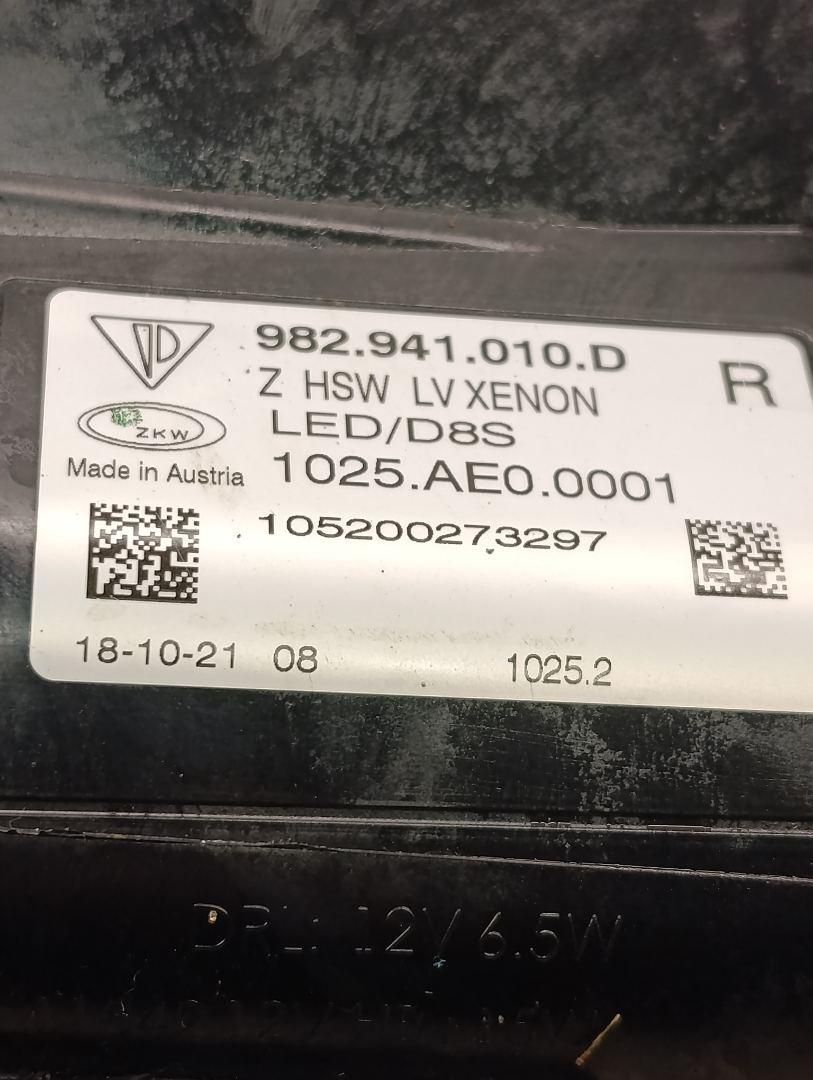 982.941.010.D
R
Z HSW LV XENON
ZKW
LED/D8S
Made in Austria
1025.AE0.0001
105200273297
18-10-21 08
1025.2
DRL: 12V 6.5W